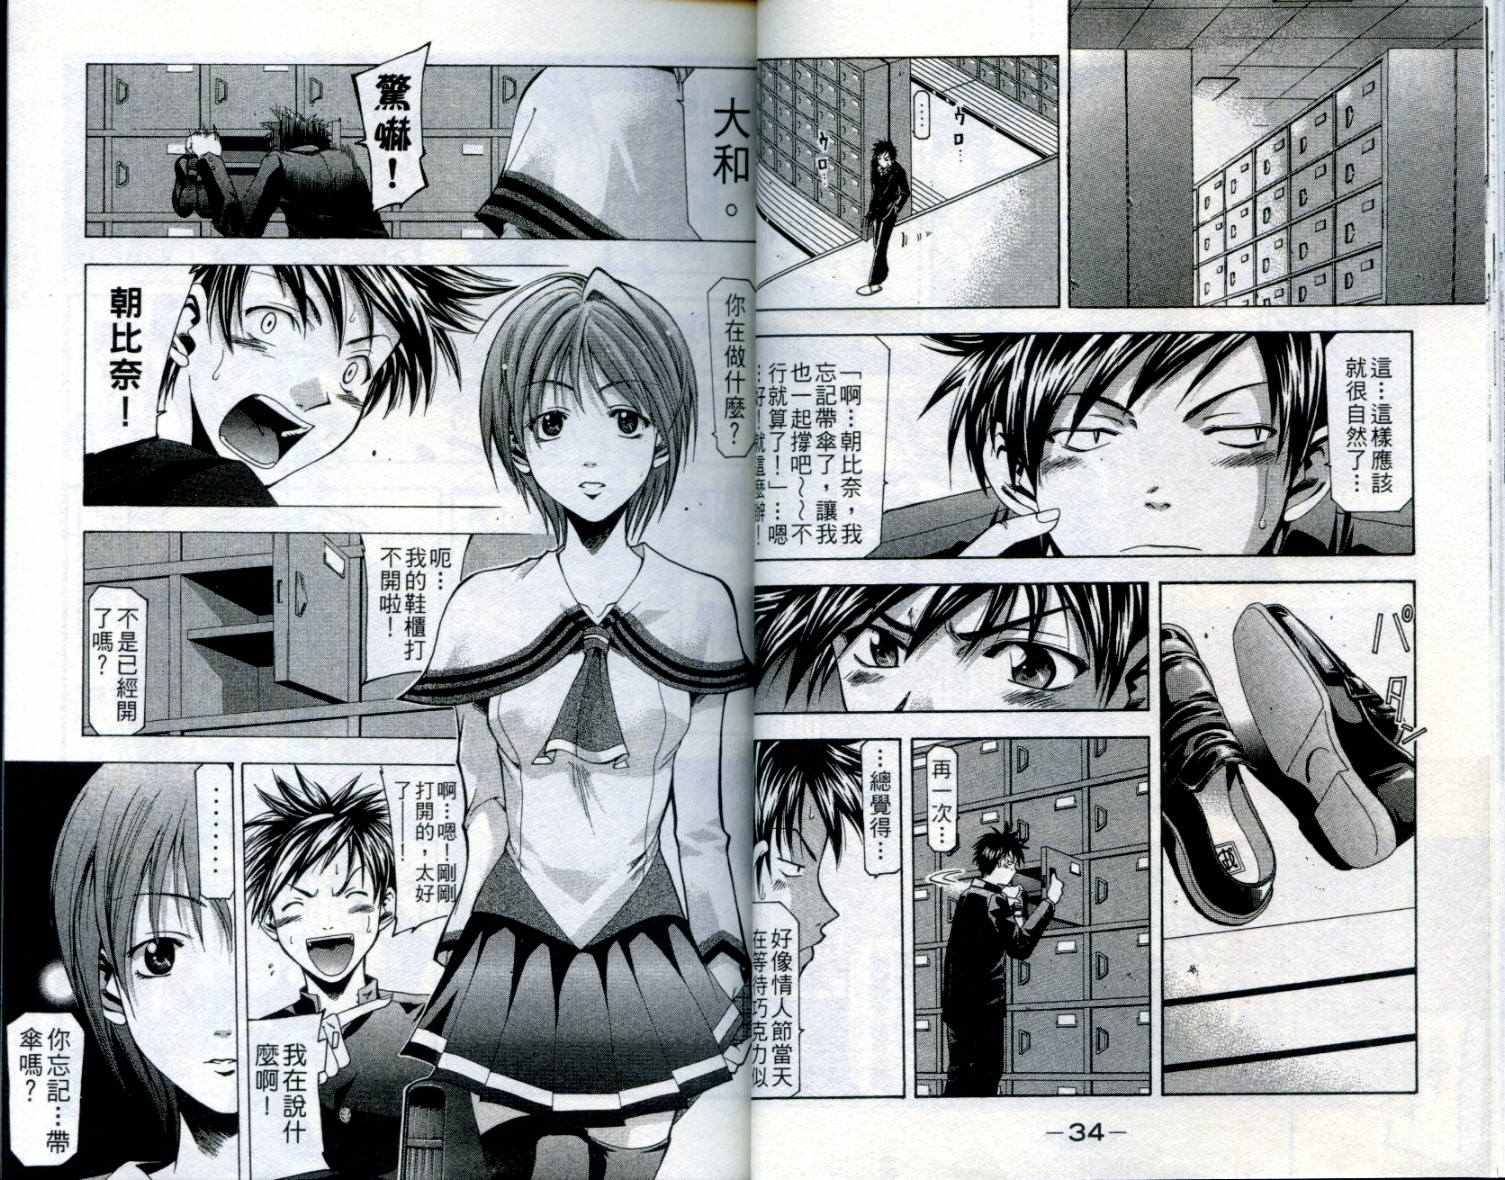 ……
ウロ…
ウロ…
這…這樣應該
就很自然了…
「啊…朝比奈，我
忘記帶傘了，讓我
也一起撐吧～～不
行就算了！」…嗯
…好！就這麼辦！
パタン
再一次…
…總覺得…
好像情人節當天
在等待巧克力似
—34—
大和。
驚嚇！
你在做什麼？
朝比奈！
呃…
我的鞋櫃打
不開啦！
不是已經開
了嗎？
啊…嗯！剛剛
打開的，太好
了——！
我在說什
麼啊！
………
你忘記…帶
傘嗎？